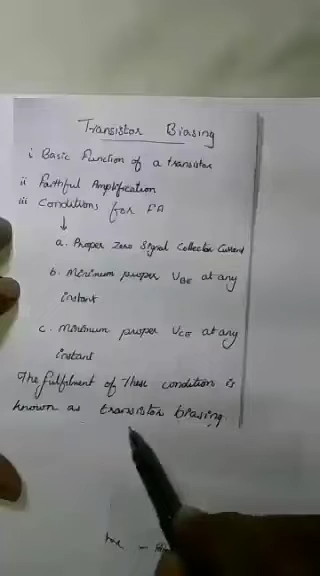 Transistor Biasing
i Basic Function of a transistor
ii Faithful Amplification
iii Conditions for FA
a. Proper zero signal Collector Current
b. Minimum proper VBE at any
instant
c. Minimum proper VCE at any
instant
The fulfilment of these condition is
known as transistor biasing.